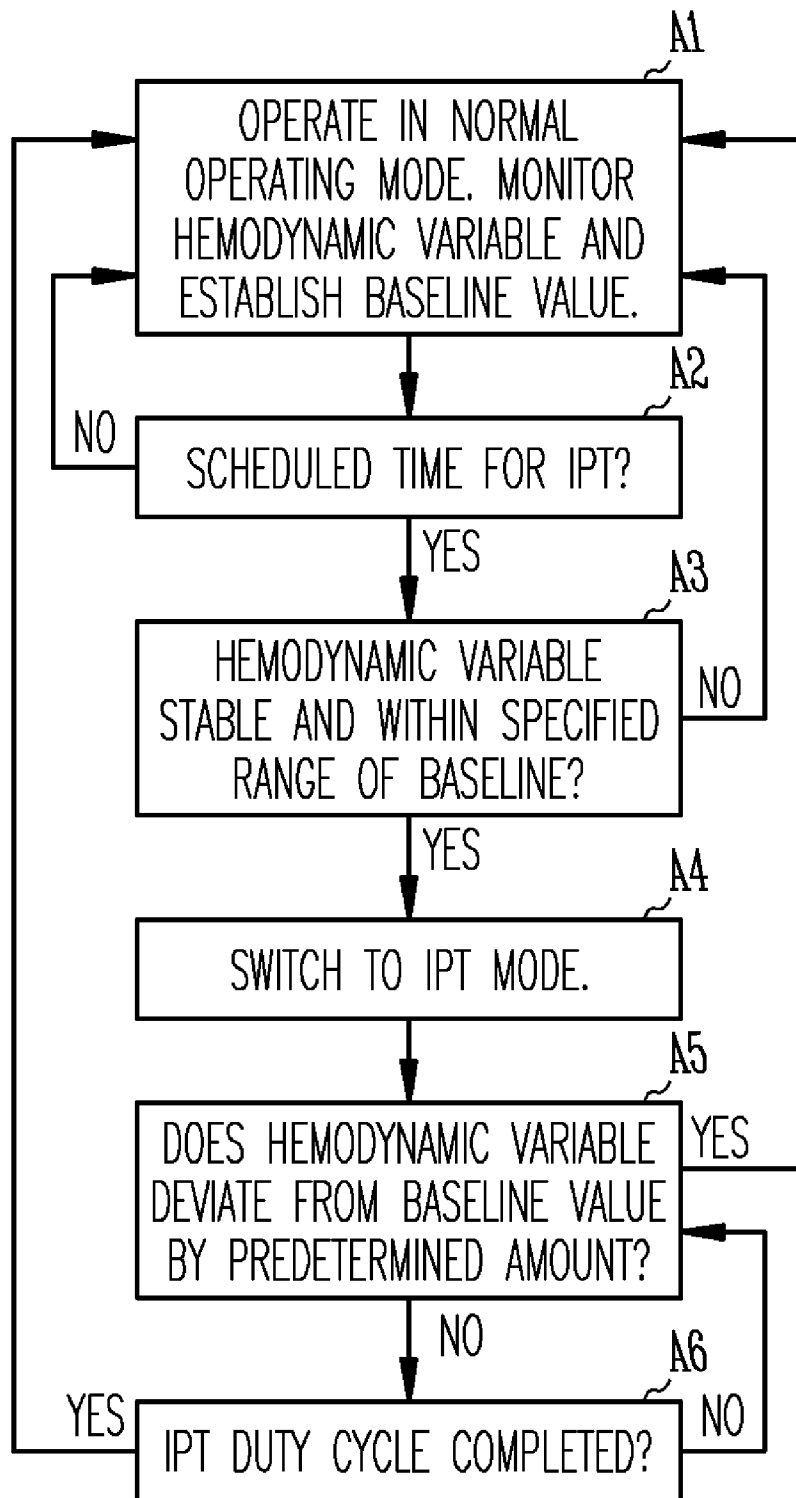 A1
OPERATE IN NORMAL
OPERATING MODE. MONITOR
HEMODYNAMIC VARIABLE AND
ESTABLISH BASELINE VALUE.
A2
NO
SCHEDULED TIME FOR IPT?
YES
A3
HEMODYNAMIC VARIABLE
STABLE AND WITHIN SPECIFIED
RANGE OF BASELINE?
NO
YES
A4
SWITCH TO IPT MODE.
A5
DOES HEMODYNAMIC VARIABLE
DEVIATE FROM BASELINE VALUE
BY PREDETERMINED AMOUNT?
YES
NO
A6
YES
IPT DUTY CYCLE COMPLETED?
NO